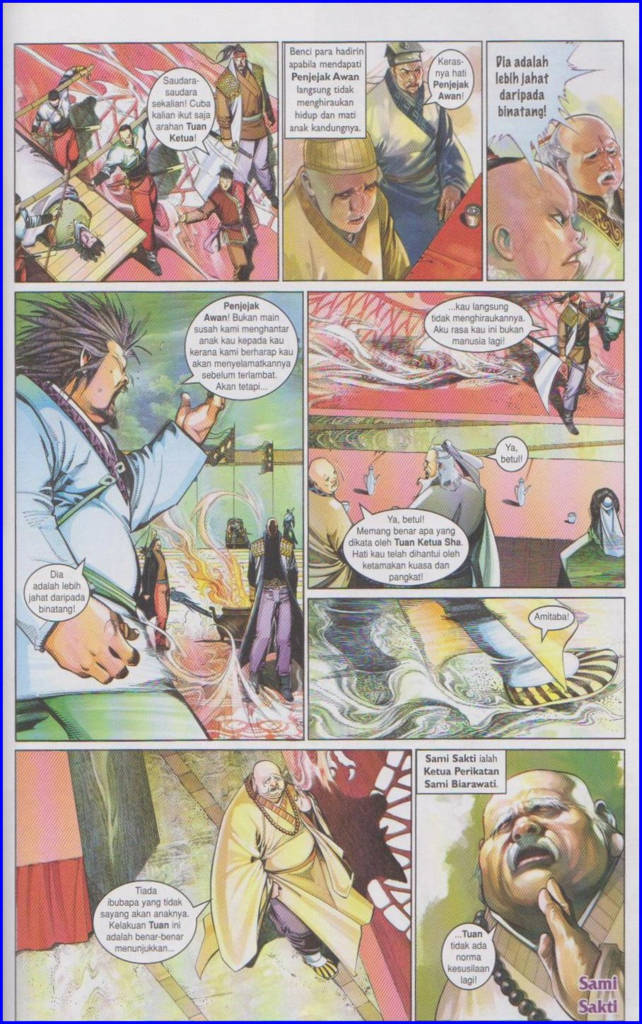 Saudara-
saudara
sekalian! Cuba
kalian ikut saja
arahan Tuan
Ketua!
Benci para hadirin
apabila mendapati
Penjejak Awan
langsung tidak
menghiraukan
hidup dan mati
anak kandungnya.
Keras-
nya hati
Penjejak
Awan!
Dia adalah
lebih jahat
daripada
binatang!
Penjejak
Awan! Bukan main
susah kami menghantar
anak kau kepada kau
kerana kami berharap kau
akan menyelamatkannya
sebelum terlambat.
Akan tetapi...
Dia
adalah lebih
jahat daripada
binatang!
...kau langsung
tidak menghiraukannya.
Aku rasa kau ini bukan
manusia lagi!
Ya,
betul!
Ya, betul!
Memang benar apa yang
dikata oleh Tuan Ketua Sha.
Hati kau telah dihantui oleh
ketamakan kuasa dan
pangkat!
Amitaba!
Tiada
ibubapa yang tidak
sayang akan anaknya.
Kelakuan Tuan ini
adalah benar-benar
menunjukkan...
Sami Sakti ialah
Ketua Perikatan
Sami Biarawati.
...Tuan
tidak ada
norma
kesusilaan
lagi!
Sami
Sakti